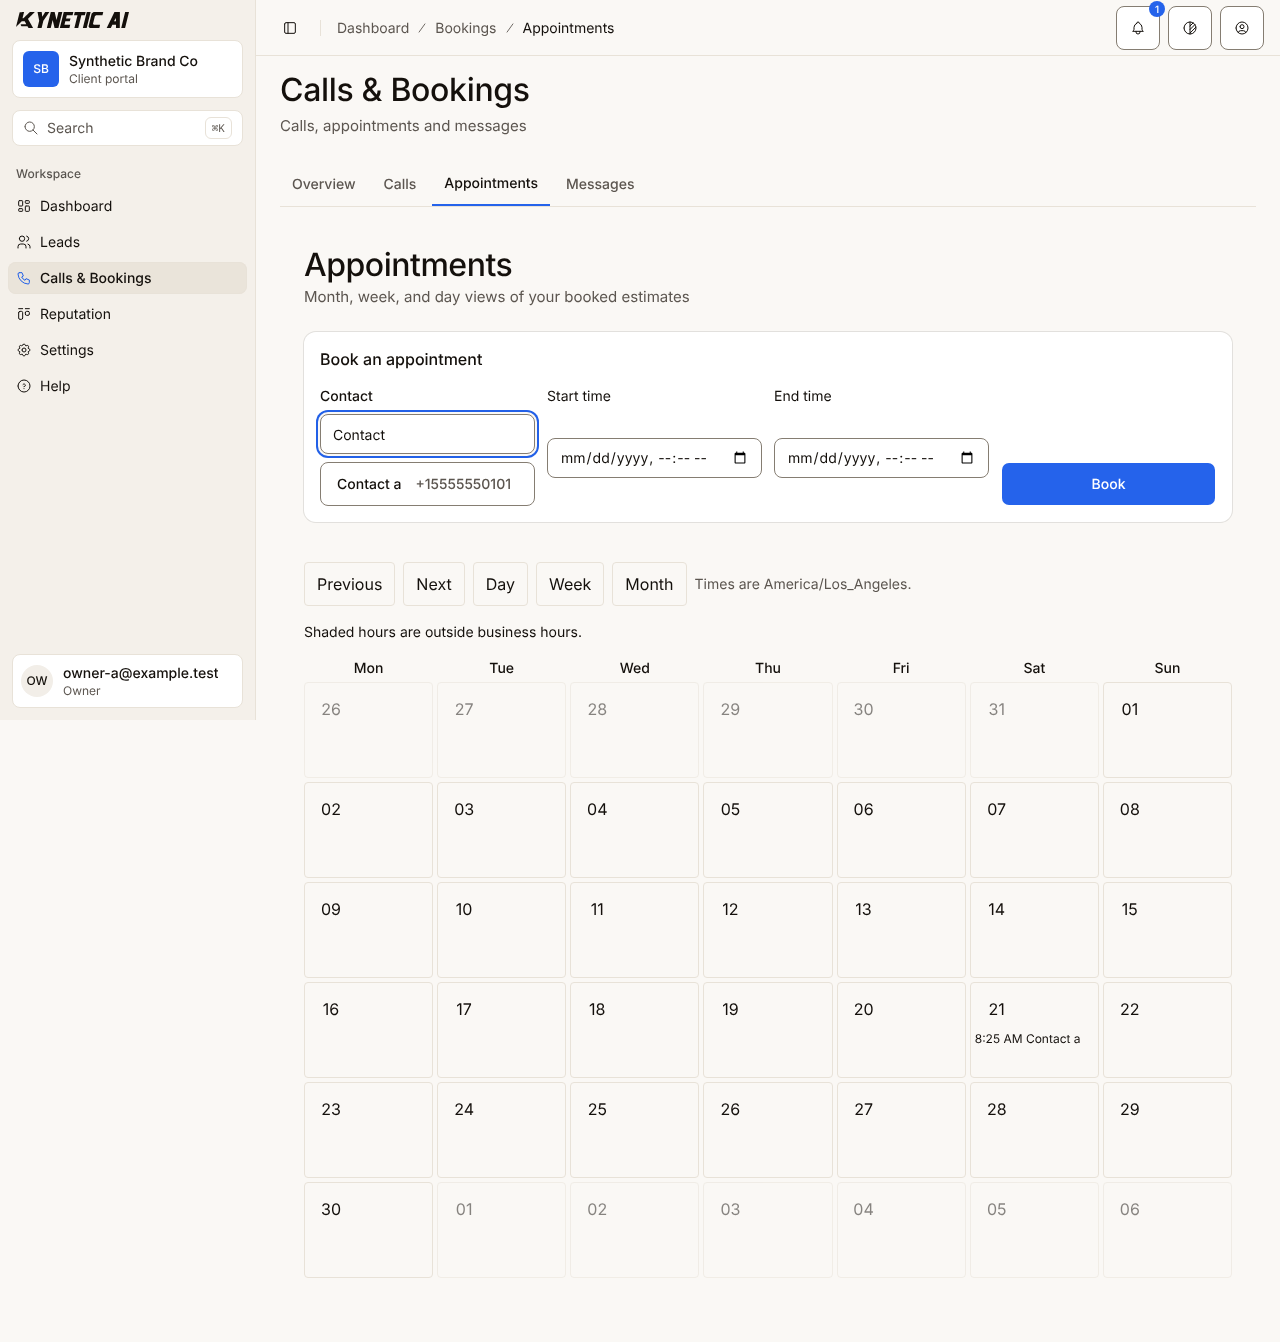 KYNETIC AI
SB
Synthetic Brand Co
Client portal
Search
⌘K
Workspace
Dashboard
Leads
Calls & Bookings
Reputation
Settings
Help
OW
owner-a@example.test
Owner
Dashboard / Bookings / Appointments
1
Calls & Bookings
Calls, appointments and messages
Overview Calls Appointments Messages
Appointments
Month, week, and day views of your booked estimates
Book an appointment
Contact Start time End time
Contact
mm/dd/yyyy, --:-- -- mm/dd/yyyy, --:-- --
Contact a +15555550101
Book
Previous Next Day Week Month Times are America/Los_Angeles.
Shaded hours are outside business hours.
Mon Tue Wed Thu Fri Sat Sun
26 27 28 29 30 31 01
02 03 04 05 06 07 08
09 10 11 12 13 14 15
16 17 18 19 20 21 22
8:25 AM Contact a
23 24 25 26 27 28 29
30 01 02 03 04 05 06